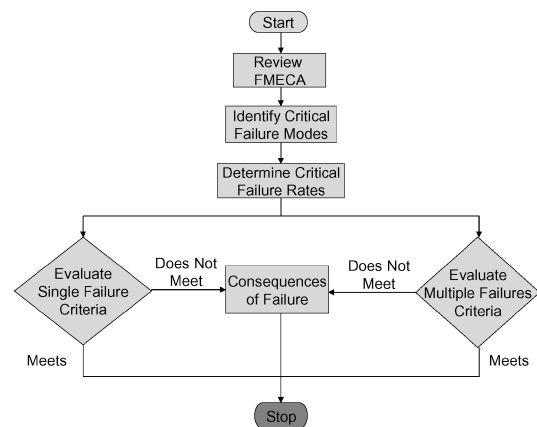 Start
Review
FMECA
Identify Critical
Failure Modes
Determine Critical
Failure Rates
Evaluate
Single Failure
Criteria
Does Not
Meet
Consequences
of Failure
Does Not
Meet
Evaluate
Multiple Failures
Criteria
Meets
Meets
Stop